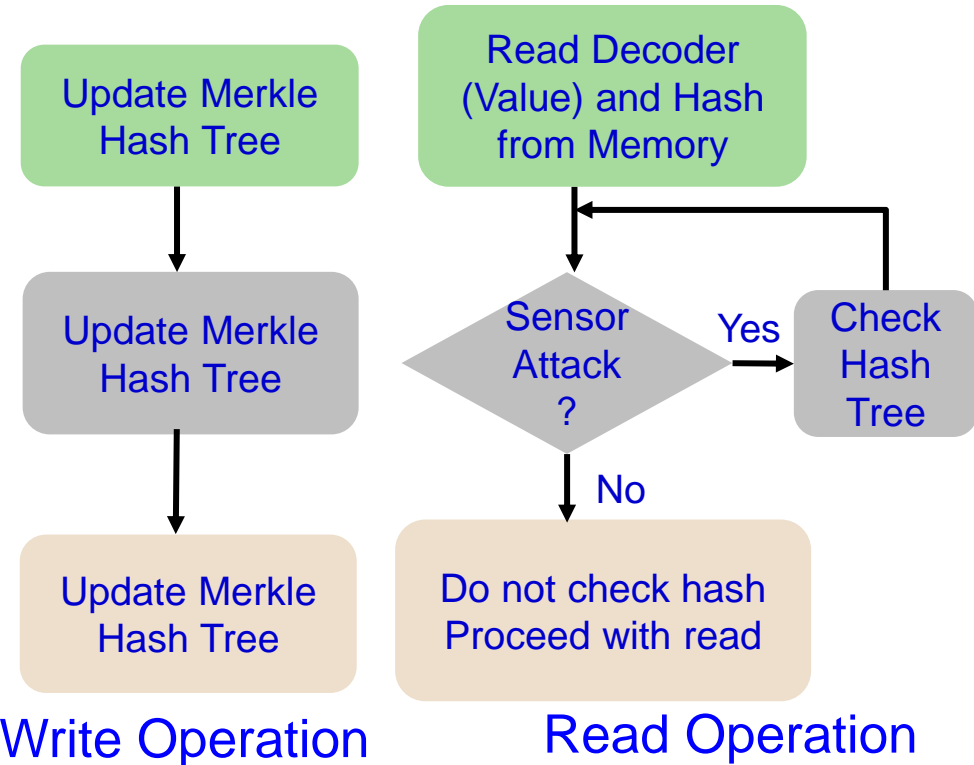 Update Merkle
Hash Tree
Update Merkle
Hash Tree
Update Merkle
Hash Tree
Write Operation
Read Decoder
(Value) and Hash
from Memory
Sensor
Attack
?
Yes
Check
Hash
Tree
No
Do not check hash
Proceed with read
Read Operation